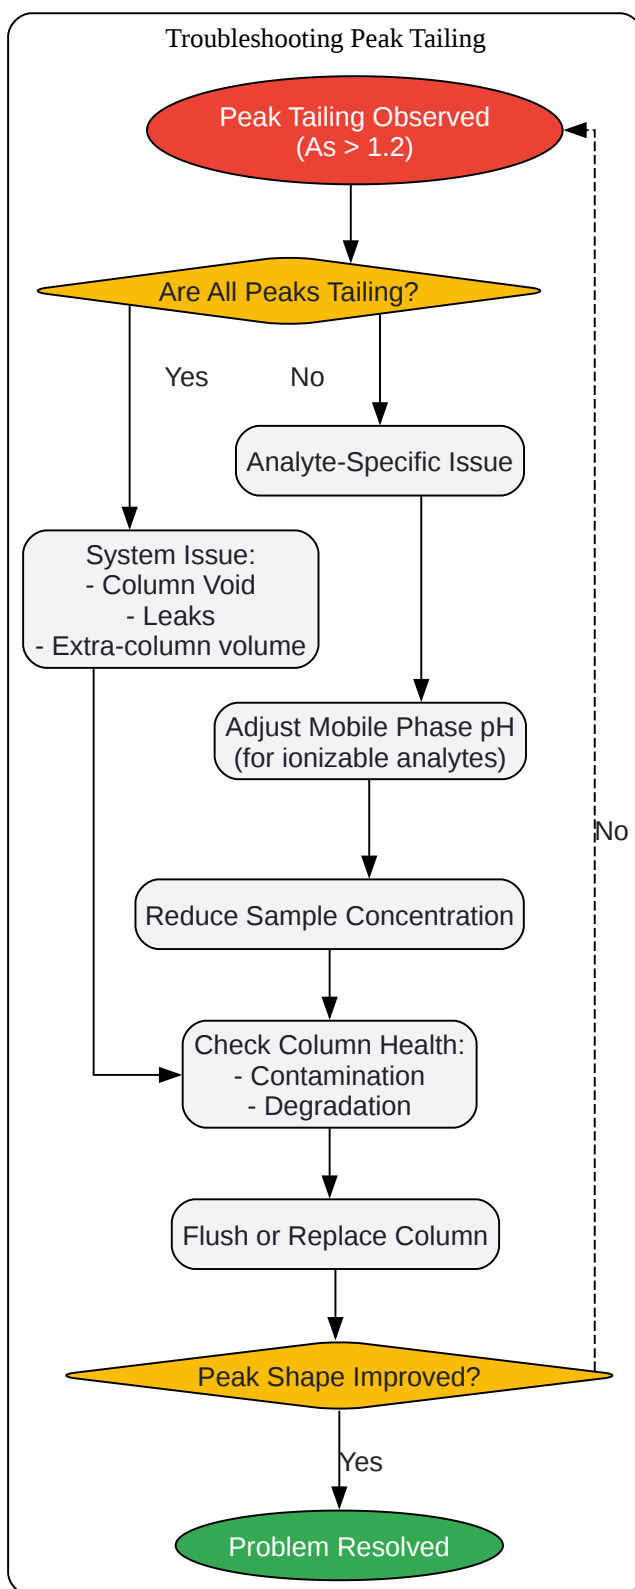 Troubleshooting Peak Tailing
Peak Tailing Observed
(As > 1.2)
Are All Peaks Tailing?
Yes
No
Analyte-Specific Issue
System Issue:
- Column Void
- Leaks
- Extra-column volume
Adjust Mobile Phase pH
(for ionizable analytes)
No
Reduce Sample Concentration
Check Column Health:
- Contamination
- Degradation
Flush or Replace Column
Peak Shape Improved?
Yes
Problem Resolved